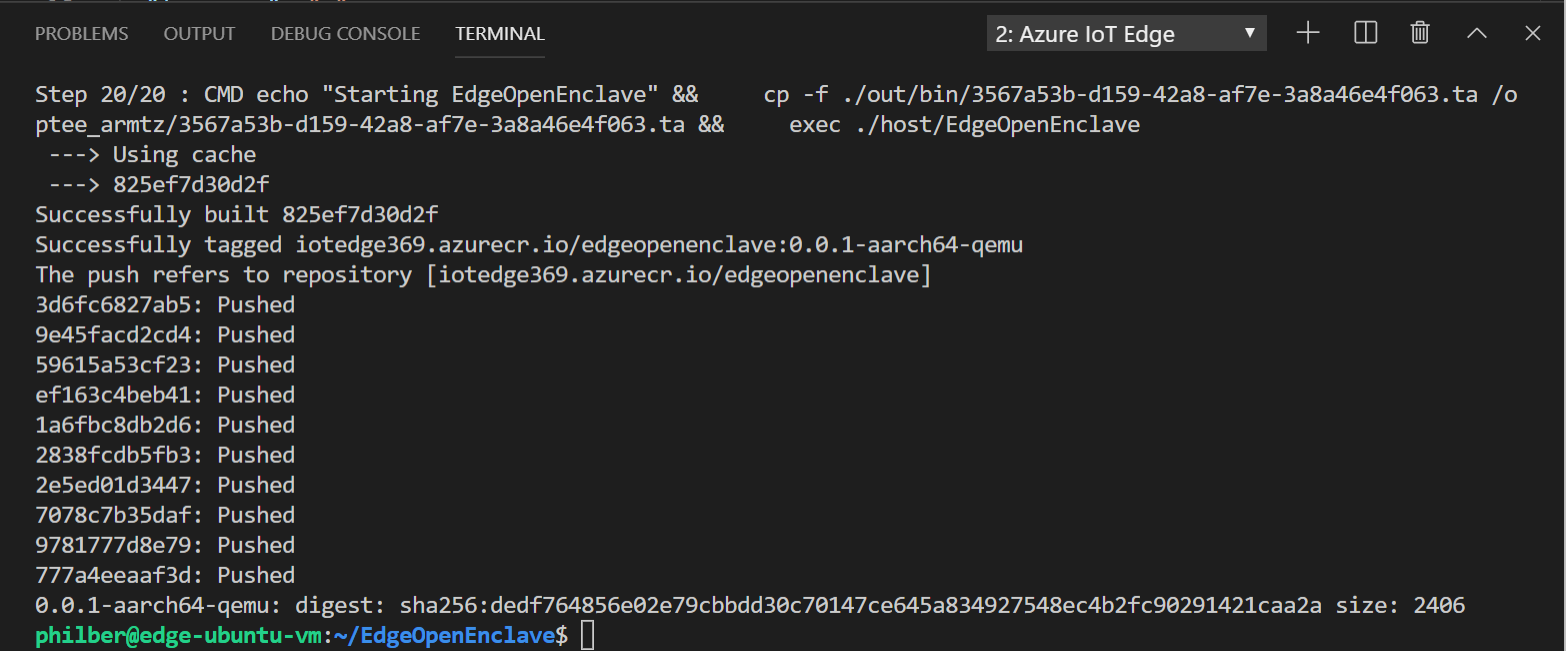 PROBLEMS OUTPUT DEBUG CONSOLE TERMINAL 2: Azure IoT Edge
Step 20/20 : CMD echo "Starting EdgeOpenEnclave" &&     cp -f ./out/bin/3567a53b-d159-42a8-af7e-3a8a46e4f063.ta /o
ptee_armtz/3567a53b-d159-42a8-af7e-3a8a46e4f063.ta &&     exec ./host/EdgeOpenEnclave
 ---> Using cache
 ---> 825ef7d30d2f
Successfully built 825ef7d30d2f
Successfully tagged iotedge369.azurecr.io/edgeopenenclave:0.0.1-aarch64-qemu
The push refers to repository [iotedge369.azurecr.io/edgeopenenclave]
3d6fc6827ab5: Pushed
9e45facd2cd4: Pushed
59615a53cf23: Pushed
ef163c4beb41: Pushed
1a6fbc8db2d6: Pushed
2838fcdb5fb3: Pushed
2e5ed01d3447: Pushed
7078c7b35daf: Pushed
9781777d8e79: Pushed
777a4eeaaf3d: Pushed
0.0.1-aarch64-qemu: digest: sha256:dedf764856e02e79cbbdd30c70147ce645a834927548ec4b2fc90291421caa2a size: 2406
philber@edge-ubuntu-vm:~/EdgeOpenEnclave$